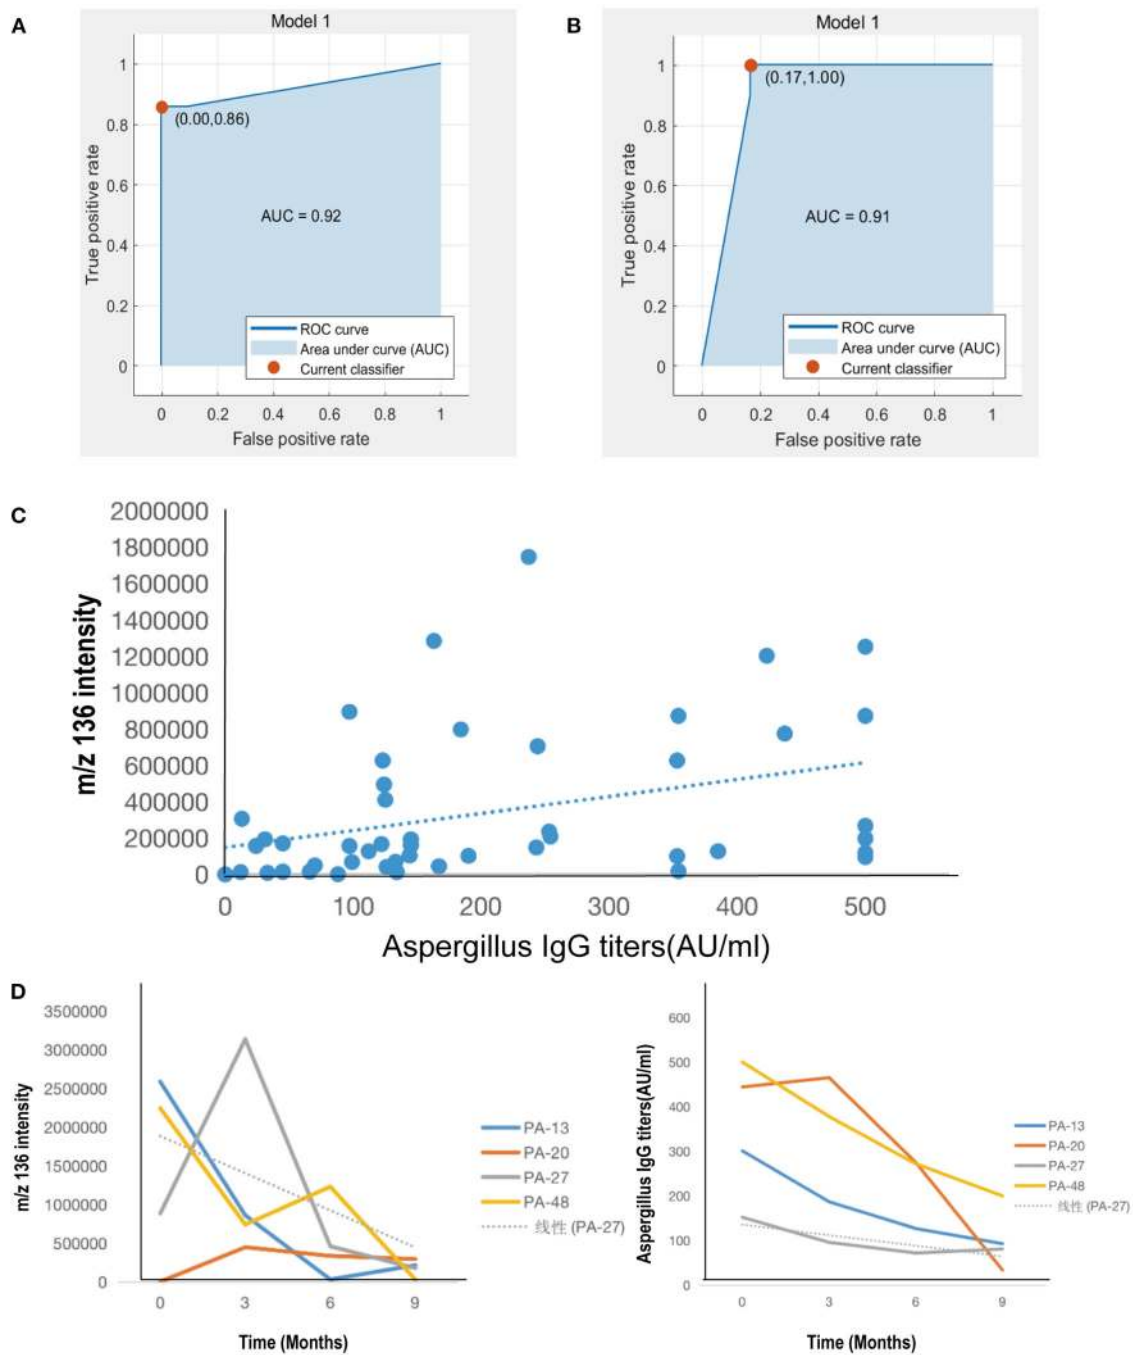 A
Model 1
1
0.8
0.6
0.4
0.2
0
True positive rate
(0.00,0.86)
AUC = 0.92
ROC curve
Area under curve (AUC)
Current classifier
0 0.2 0.4 0.6 0.8 1
False positive rate
B
Model 1
1
0.8
0.6
0.4
0.2
0
True positive rate
(0.17,1.00)
AUC = 0.91
ROC curve
Area under curve (AUC)
Current classifier
0 0.2 0.4 0.6 0.8 1
False positive rate
C
2000000
1800000
1600000
1400000
1200000
1000000
800000
600000
400000
200000
0
m/z 136 intensity
0 100 200 300 400 500
Aspergillus IgG titers(AU/ml)
D
3500000
3000000
2500000
2000000
1500000
1000000
500000
0
m/z 136 intensity
PA-13
PA-20
PA-27
PA-48
线性 (PA-27)
0 3 6 9
Time (Months)
600
500
400
300
200
100
0
Aspergillus IgG titers(AU/ml)
PA-13
PA-20
PA-27
PA-48
线性 (PA-27)
0 3 6 9
Time (Months)